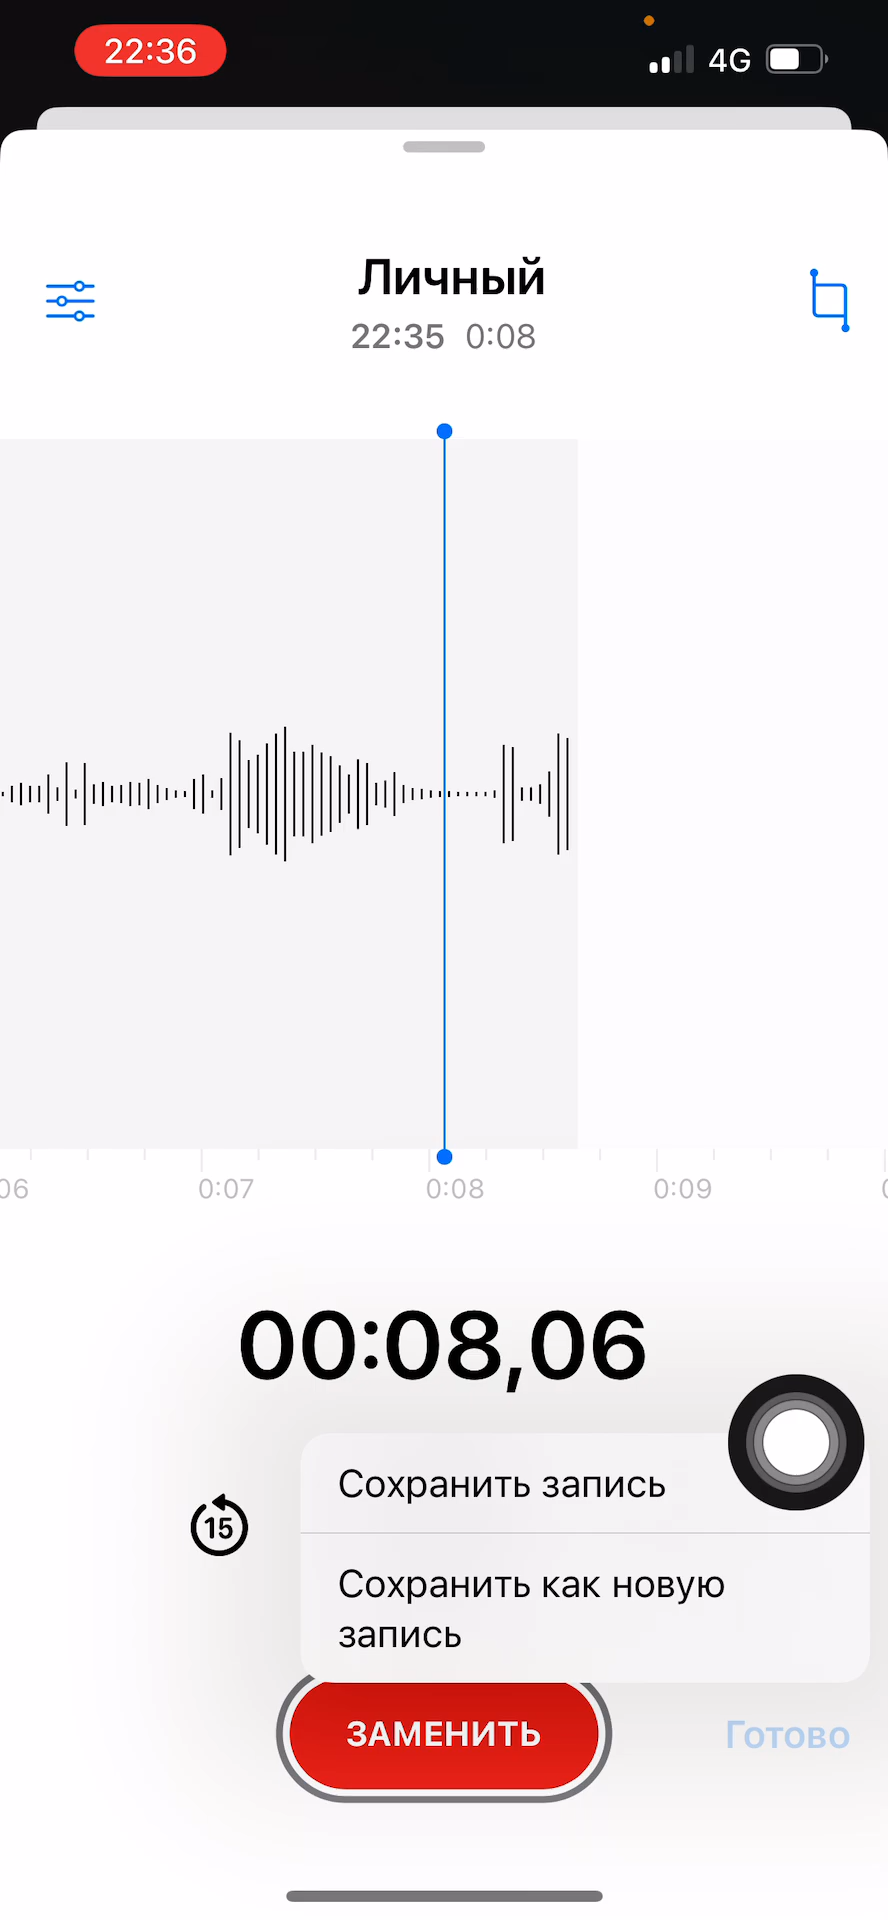 22:36
4G
Личный
22:35 0:08
0:07
0:08
0:09
00:08,06
15
Сохранить запись
Сохранить как новую
запись
ЗАМЕНИТЬ
Готово